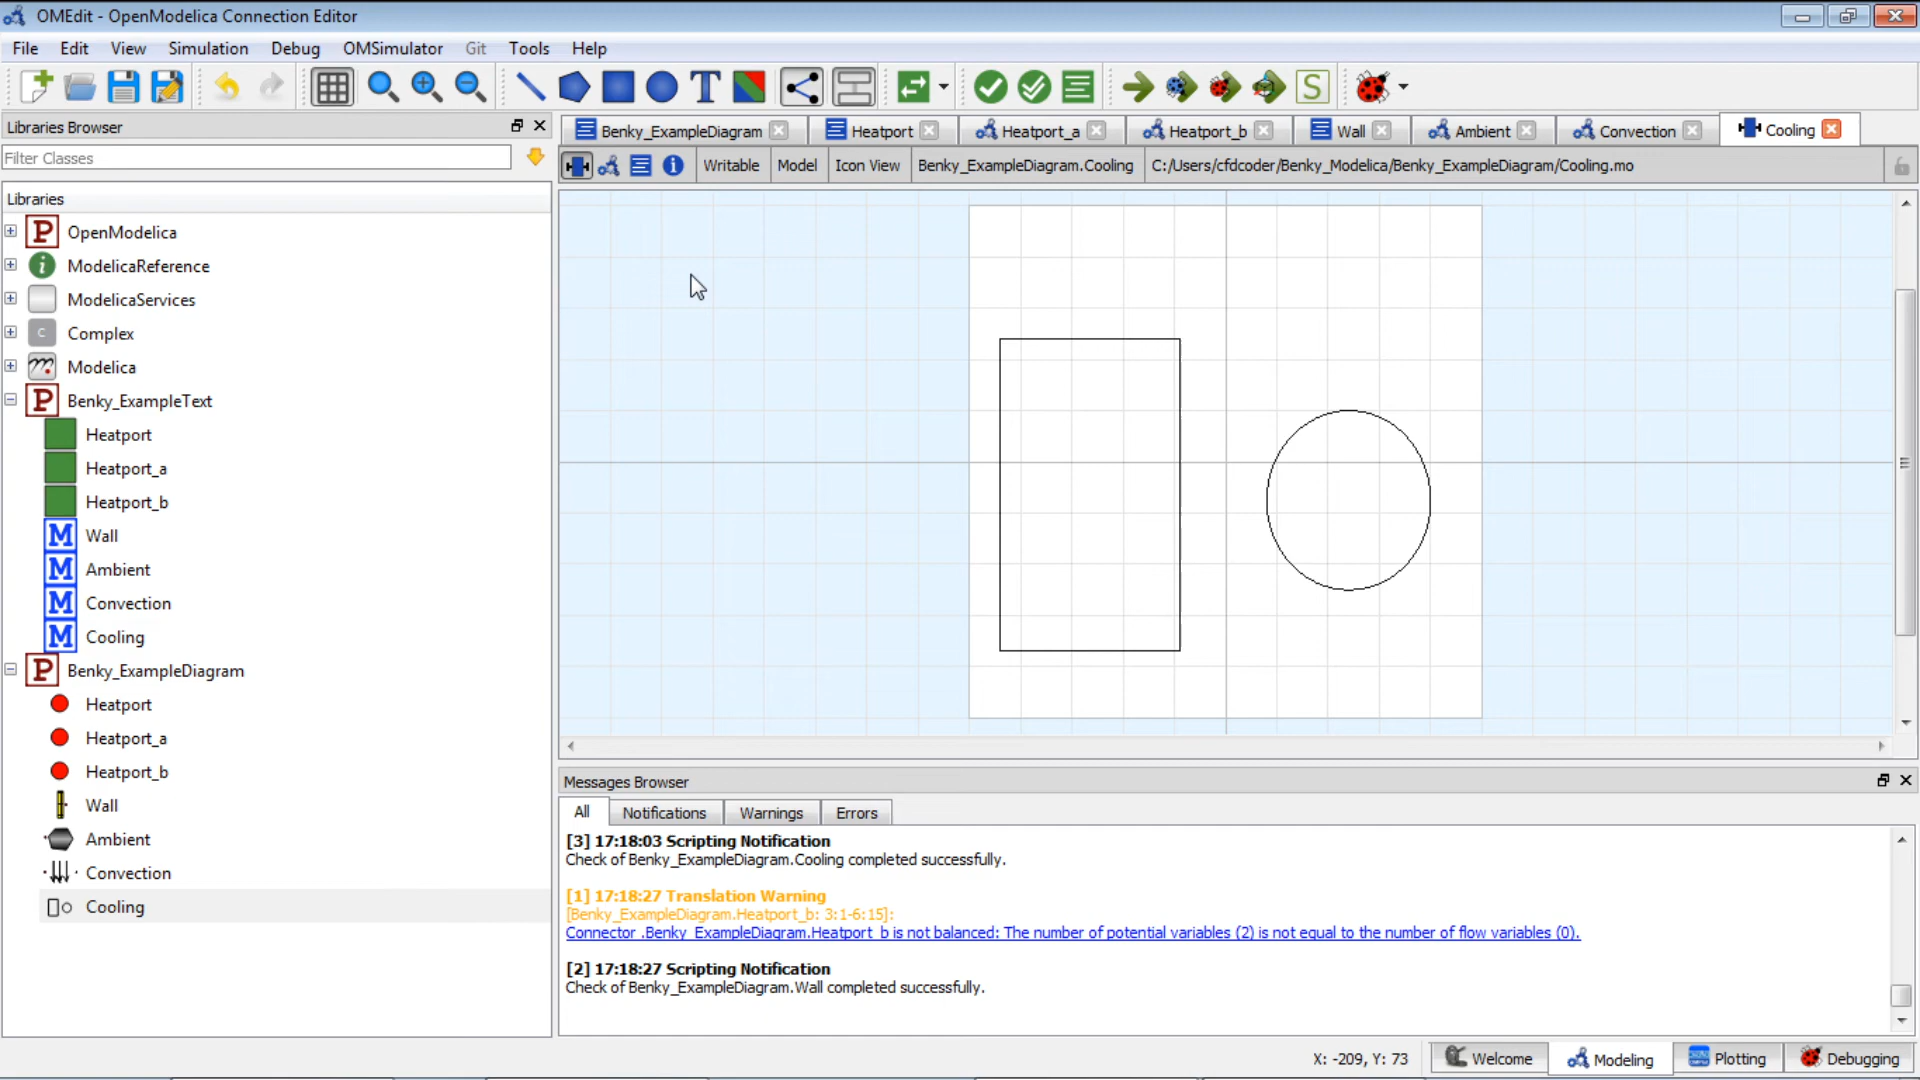 OMEdit - OpenModelica Connection Editor
File Edit View Simulation Debug OMSimulator Git Tools Help
T S
Libraries Browser
Benky_ExampleDiagram Heatport Heatport_a Heatport_b Wall Ambient Convection Cooling
Filter Classes
Writable Model Icon View Benky_ExampleDiagram.Cooling C:/Users/cfdcoder/Benky_Modelica/Benky_ExampleDiagram/Cooling.mo
Libraries
P OpenModelica
i ModelicaReference
ModelicaServices
C Complex
Modelica
P Benky_ExampleText
Heatport
Heatport_a
Heatport_b
M Wall
M Ambient
M Convection
M Cooling
P Benky_ExampleDiagram
Heatport
Heatport_a
Heatport_b
Wall
Ambient
Convection
Cooling
Messages Browser
All Notifications Warnings Errors
[3] 17:18:03 Scripting Notification
Check of Benky_ExampleDiagram.Cooling completed successfully.
[1] 17:18:27 Translation Warning
[Benky_ExampleDiagram.Heatport_b: 3:1-6:15]:
Connector .Benky_ExampleDiagram.Heatport_b is not balanced: The number of potential variables (2) is not equal to the number of flow variables (0).
[2] 17:18:27 Scripting Notification
Check of Benky_ExampleDiagram.Wall completed successfully.
X: -209, Y: 73 Welcome Modeling Plotting Debugging